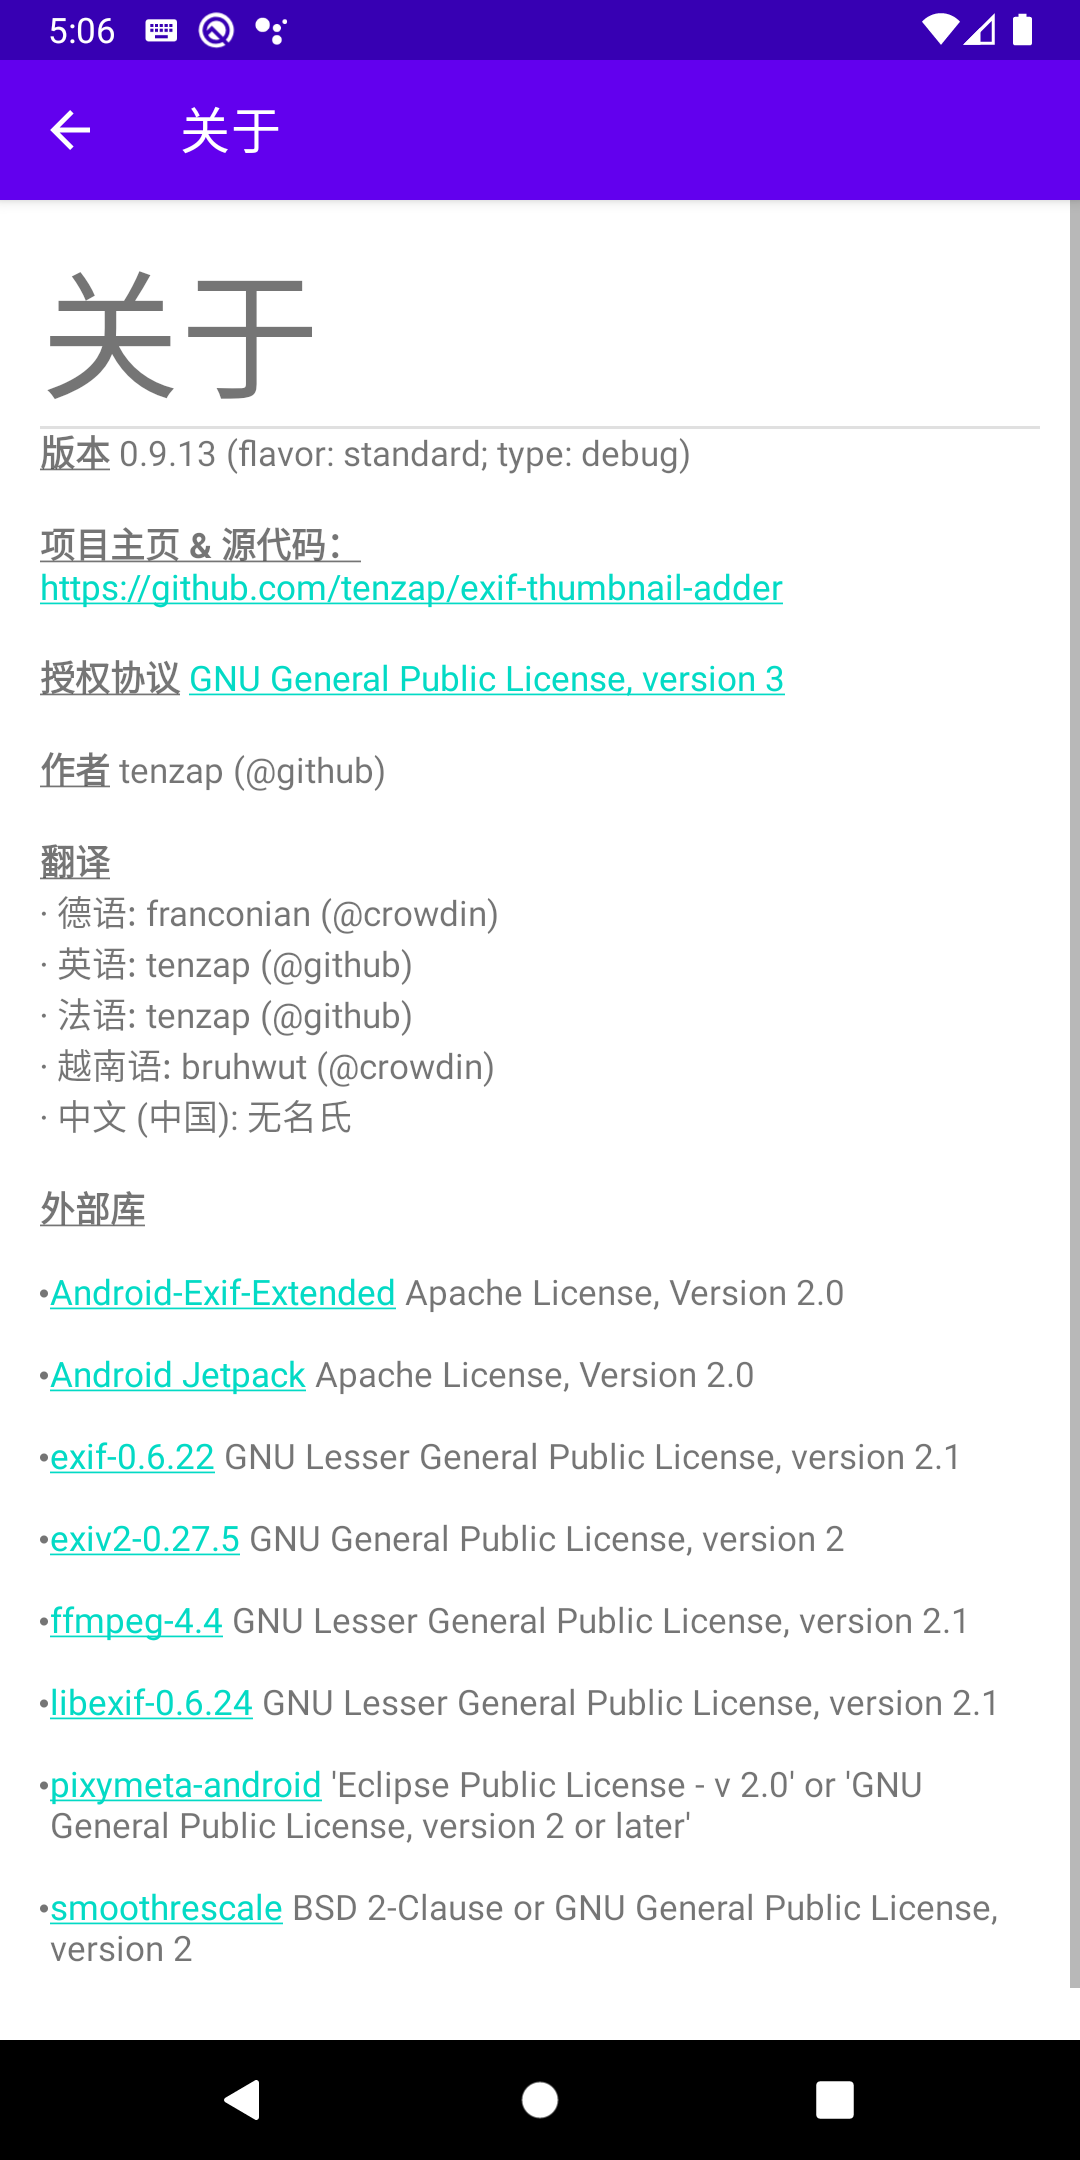 5:06
关于
关于
版本 0.9.13 (flavor: standard; type: debug)
项目主页 & 源代码：
https://github.com/tenzap/exif-thumbnail-adder
授权协议 GNU General Public License, version 3
作者 tenzap (@github)
翻译
· 德语: franconian (@crowdin)
· 英语: tenzap (@github)
· 法语: tenzap (@github)
· 越南语: bruhwut (@crowdin)
· 中文 (中国): 无名氏
外部库
•Android-Exif-Extended Apache License, Version 2.0
•Android Jetpack Apache License, Version 2.0
•exif-0.6.22 GNU Lesser General Public License, version 2.1
•exiv2-0.27.5 GNU General Public License, version 2
•ffmpeg-4.4 GNU Lesser General Public License, version 2.1
•libexif-0.6.24 GNU Lesser General Public License, version 2.1
•pixymeta-android 'Eclipse Public License - v 2.0' or 'GNU
General Public License, version 2 or later'
•smoothrescale BSD 2-Clause or GNU General Public License,
version 2